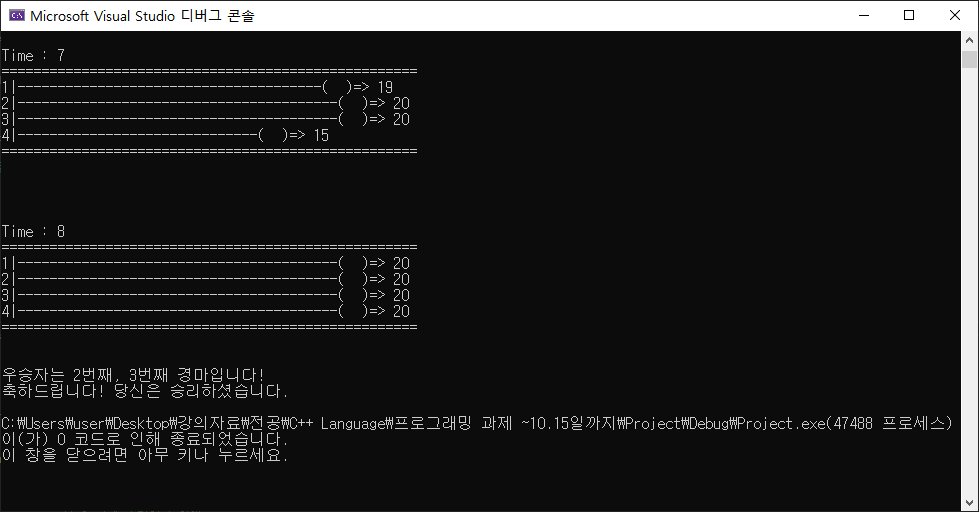 Microsoft Visual Studio 디버그 콘솔
Time : 7
====================================================
1|--------------------------------------(  )=> 19
2|----------------------------------------(  )=> 20
3|----------------------------------------(  )=> 20
4|------------------------------(  )=> 15
====================================================
Time : 8
====================================================
1|----------------------------------------(  )=> 20
2|----------------------------------------(  )=> 20
3|----------------------------------------(  )=> 20
4|----------------------------------------(  )=> 20
====================================================
우승자는 2번째, 3번째 경마입니다!
축하드립니다! 당신은 승리하셨습니다.
C:₩Users₩user₩Desktop₩강의자료₩전공₩C++ Language₩프로그래밍 과제 ~10.15일까지₩Project₩Debug₩Project.exe(47488 프로세스)
이(가) 0 코드로 인해 종료되었습니다.
이 창을 닫으려면 아무 키나 누르세요.